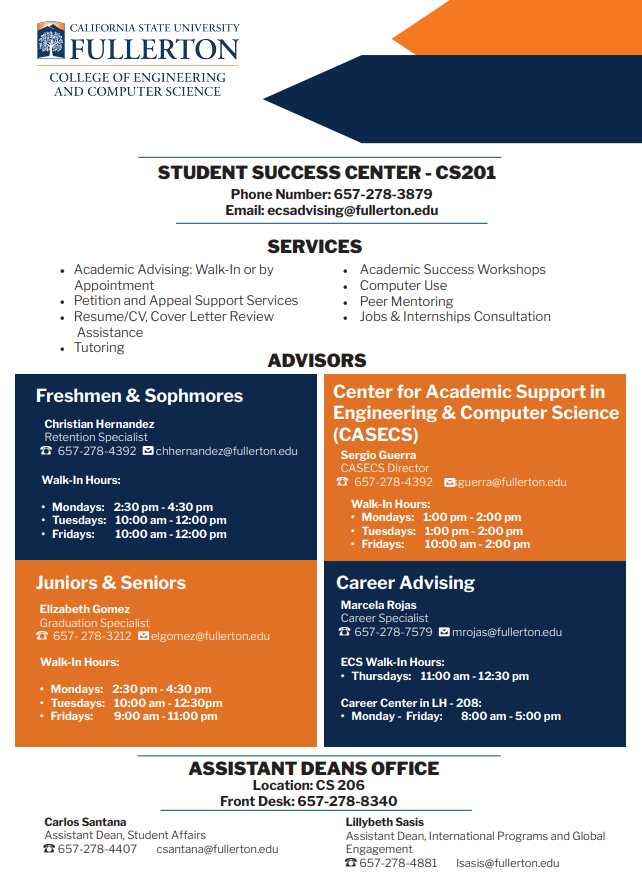 CALIFORNIA STATE UNIVERSITY
FULLERTON
COLLEGE OF ENGINEERING
AND COMPUTER SCIENCE
STUDENT SUCCESS CENTER - CS201
Phone Number: 657-278-3879
Email: ecsadvising@fullerton.edu
SERVICES
• Academic Advising: Walk-In or by
Appointment
• Petition and Appeal Support Services
• Resume/CV, Cover Letter Review
Assistance
• Tutoring
• Academic Success Workshops
• Computer Use
• Peer Mentoring
• Jobs & Internships Consultation
ADVISORS
Freshmen & Sophmores
Christian Hernandez
Retention Specialist
657-278-4392 chhernandez@fullerton.edu
Walk-In Hours:
• Mondays: 2:30 pm - 4:30 pm
• Tuesdays: 10:00 am - 12:00 pm
• Fridays: 10:00 am - 12:00 pm
Center for Academic Support in
Engineering & Computer Science
(CASECS)
Sergio Guerra
CASECS Director
657-278-4392 sguerra@fullerton.edu
Walk-In Hours:
• Mondays: 1:00 pm - 2:00 pm
• Tuesdays: 1:00 pm - 2:00 pm
• Fridays: 10:00 am - 2:00 pm
Juniors & Seniors
Elizabeth Gomez
Graduation Specialist
657- 278-3212 elgomez@fullerton.edu
Walk-In Hours:
• Mondays: 2:30 pm - 4:30 pm
• Tuesdays: 10:00 am - 12:30pm
• Fridays: 9:00 am - 11:00 pm
Career Advising
Marcela Rojas
Career Specialist
657-278-7579 mrojas@fullerton.edu
ECS Walk-In Hours:
• Thursdays: 11:00 am - 12:30 pm
Career Center in LH - 208:
• Monday - Friday: 8:00 am - 5:00 pm
ASSISTANT DEANS OFFICE
Location: CS 206
Front Desk: 657-278-8340
Carlos Santana
Assistant Dean, Student Affairs
657-278-4407 csantana@fullerton.edu
Lillybeth Sasis
Assistant Dean, International Programs and Global
Engagement
657-278-4881 lsasis@fullerton.edu